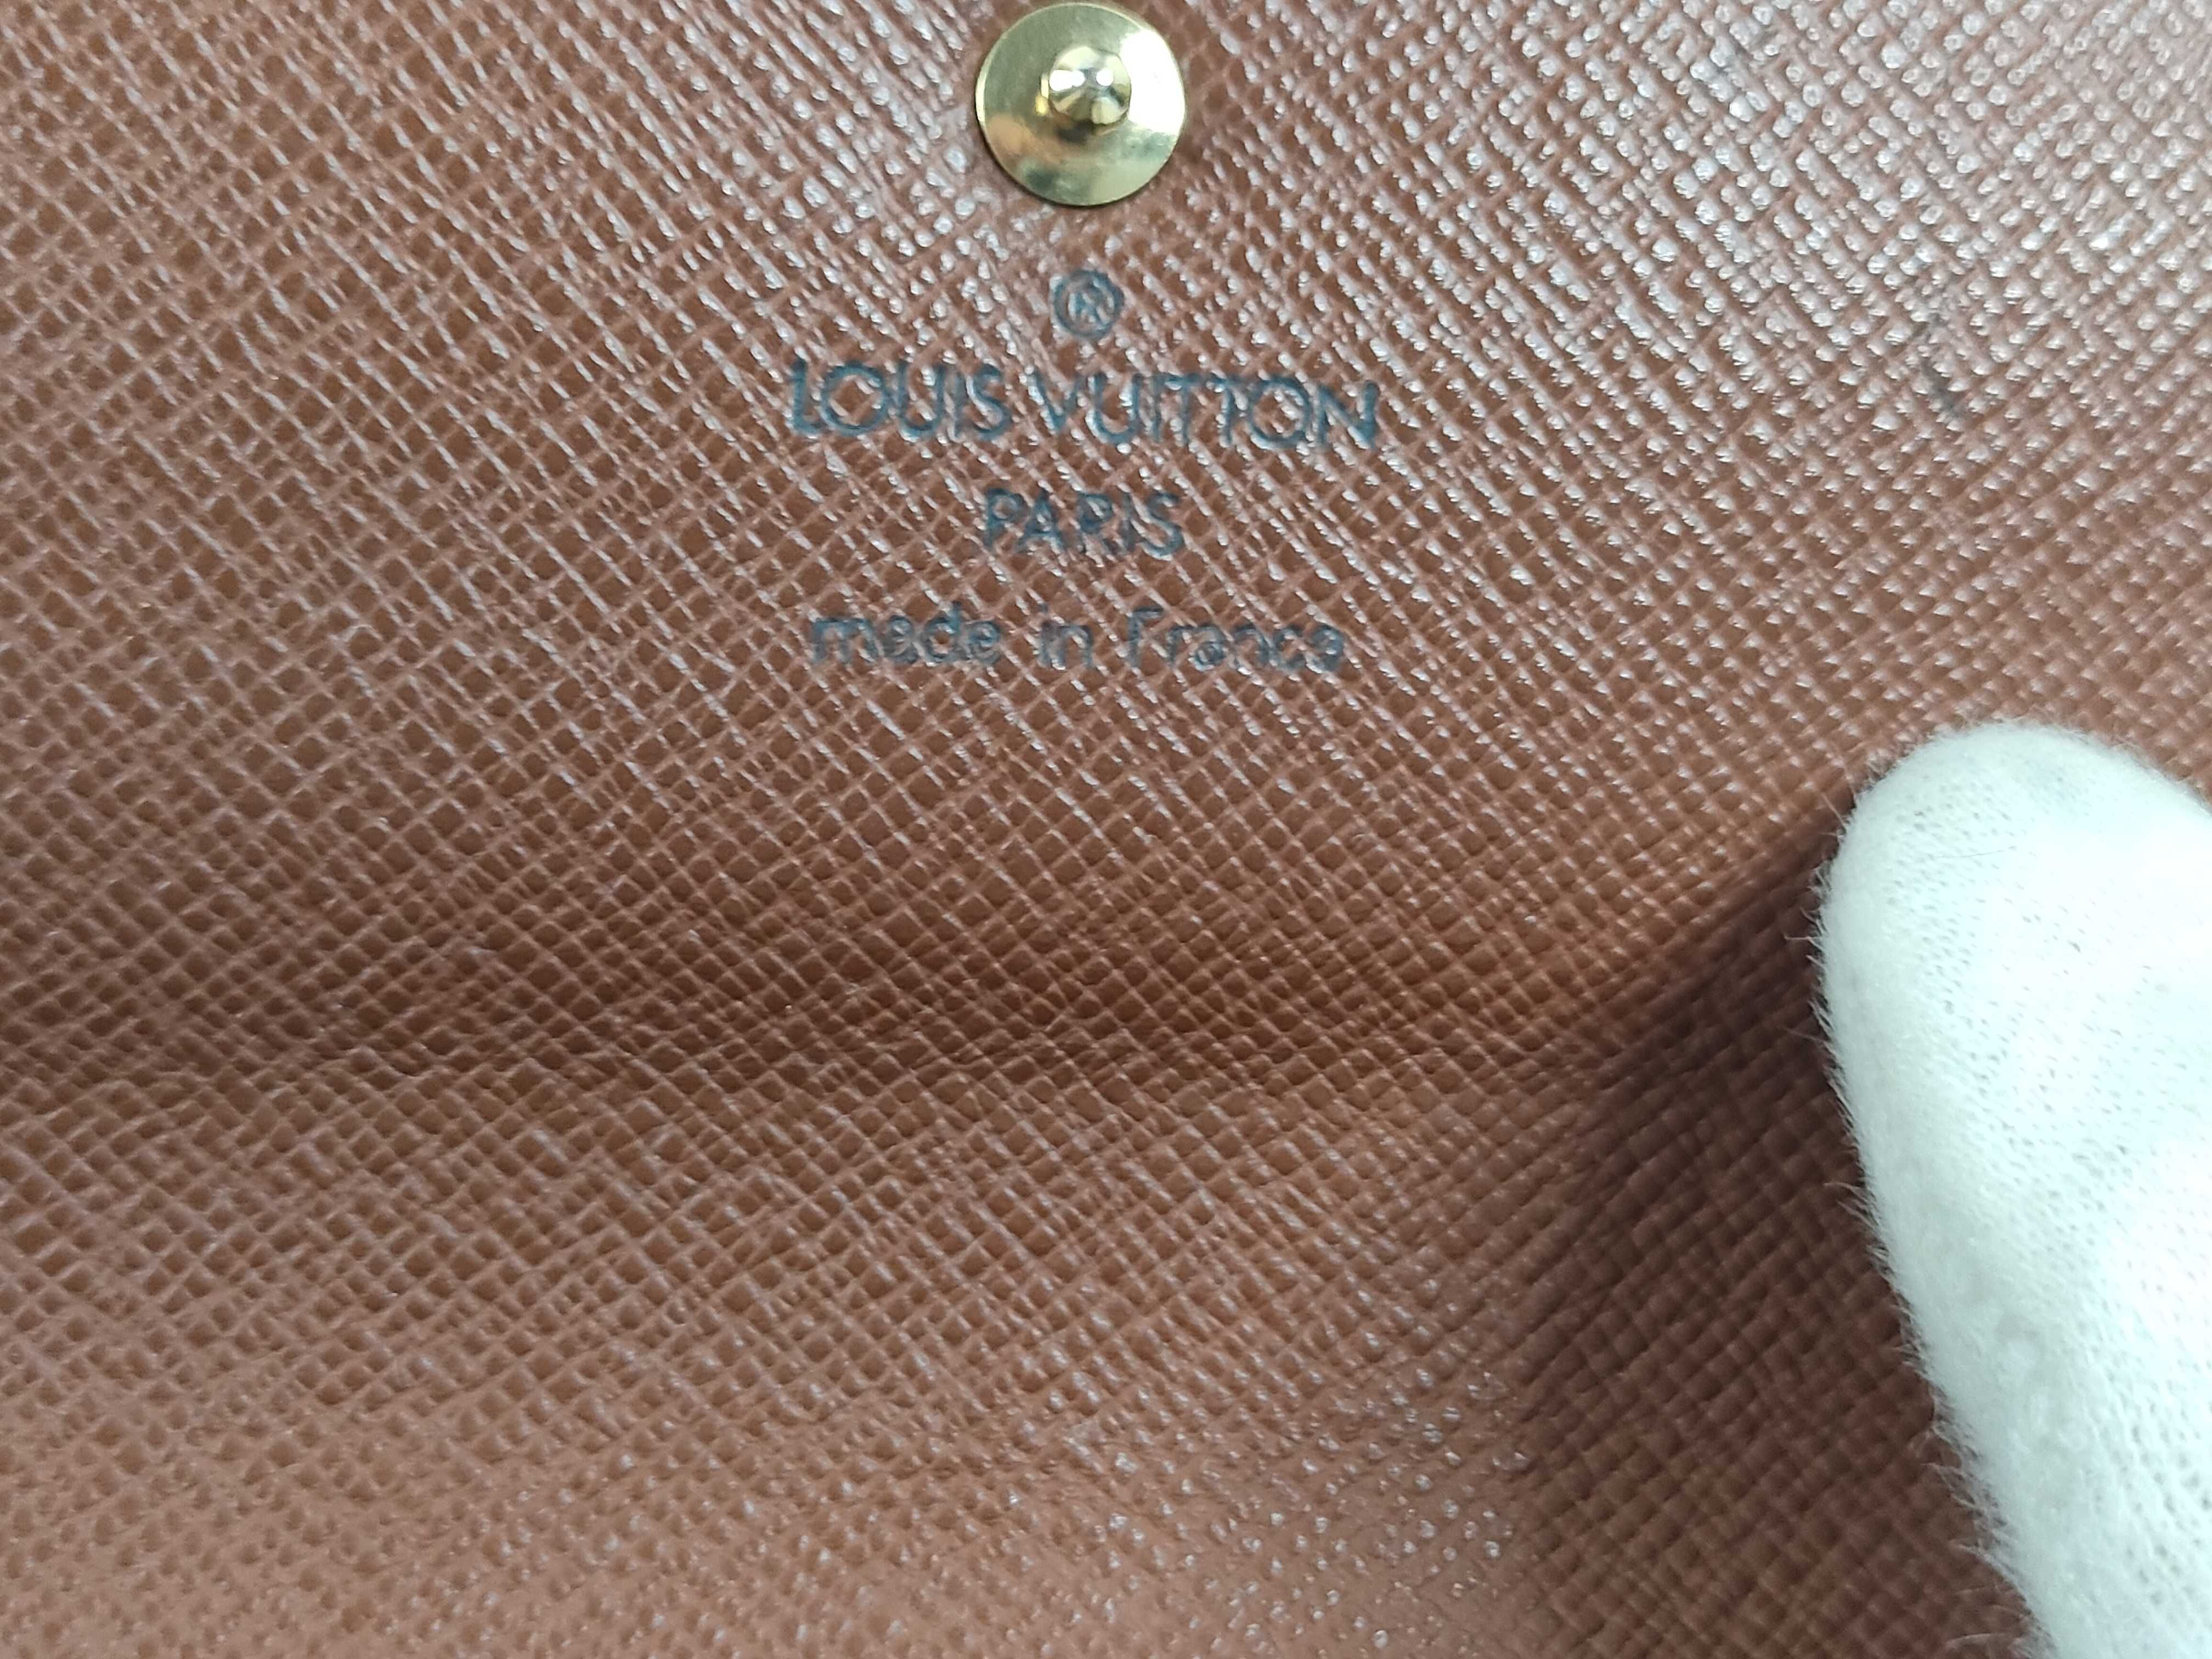 ®
LOUIS VUITTON
PARIS
made in France